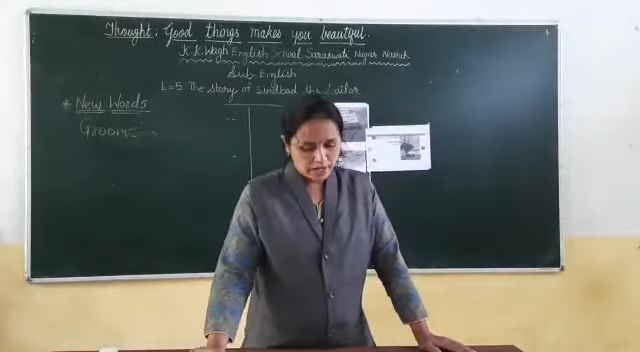 Thought: Good things makes you beautiful.
K.K.Wagh English School Saraswati Nagar Nashik
Sub-English
L=5 The story of Sindbad the Sailor
* New Words